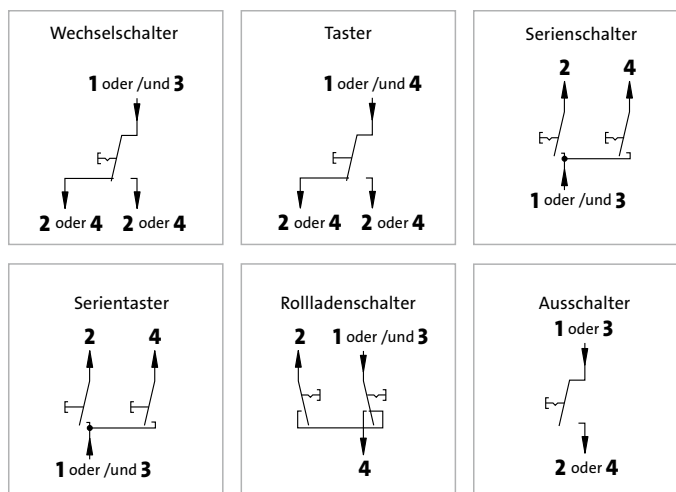 Wechselschalter
1 oder /und 3
2 oder 4 2 oder 4
Taster
1 oder /und 4
2 oder 4 2 oder 4
Serienschalter
2 4
1 oder /und 3
Serientaster
2 4
1 oder /und 3
Rollladenschalter
2 1 oder /und 3
4
Ausschalter
1 oder 3
2 oder 4